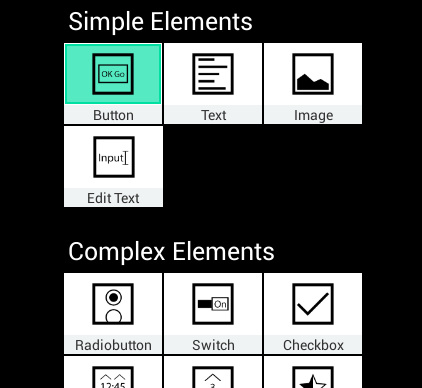 Simple Elements
OK Go
Button
Text
Image
Input
Edit Text
Complex Elements
On
Radiobutton
Switch
Checkbox
12:45
3